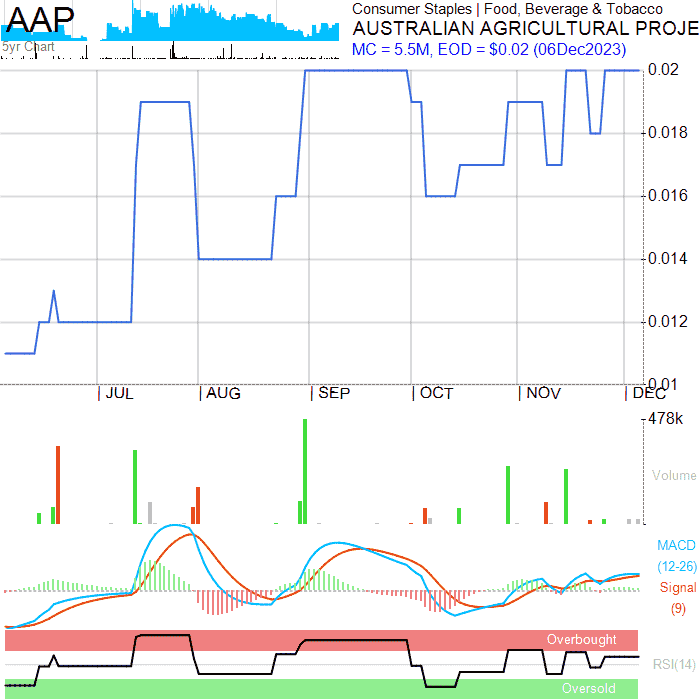 AAP
5yr Chart
Consumer Staples | Food, Beverage & Tobacco
AUSTRALIAN AGRICULTURAL PROJE
MC = 5.5M, EOD = $0.02 (06Dec2023)
0.02
0.018
0.016
0.014
0.012
0.01
JUL
AUG
SEP
OCT
NOV
DEC
478k
Volume
MACD
(12-26)
Signal
(9)
Overbought
RSI(14)
Oversold